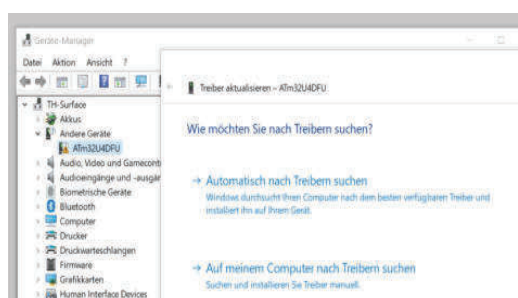 Geräte-Manager
Datei Aktion Ansicht ?
TH-Surface
Akkus
Andere Geräte
ATm32U4DFU
Audio, Video und Gamecont
Audioeingänge und -ausgär
Biometrische Geräte
Bluetooth
Computer
Drucker
Druckwarteschlangen
Firmware
Grafikkarten
Human Interface Devices
Treiber aktualisieren – ATm32U4DFU
Wie möchten Sie nach Treibern suchen?
→ Automatisch nach Treibern suchen
Windows durchsucht Ihren Computer nach dem besten verfügbaren Treiber und
installiert ihn auf Ihrem Gerät.
→ Auf meinem Computer nach Treibern suchen
Suchen und installieren Sie Treiber manuell.